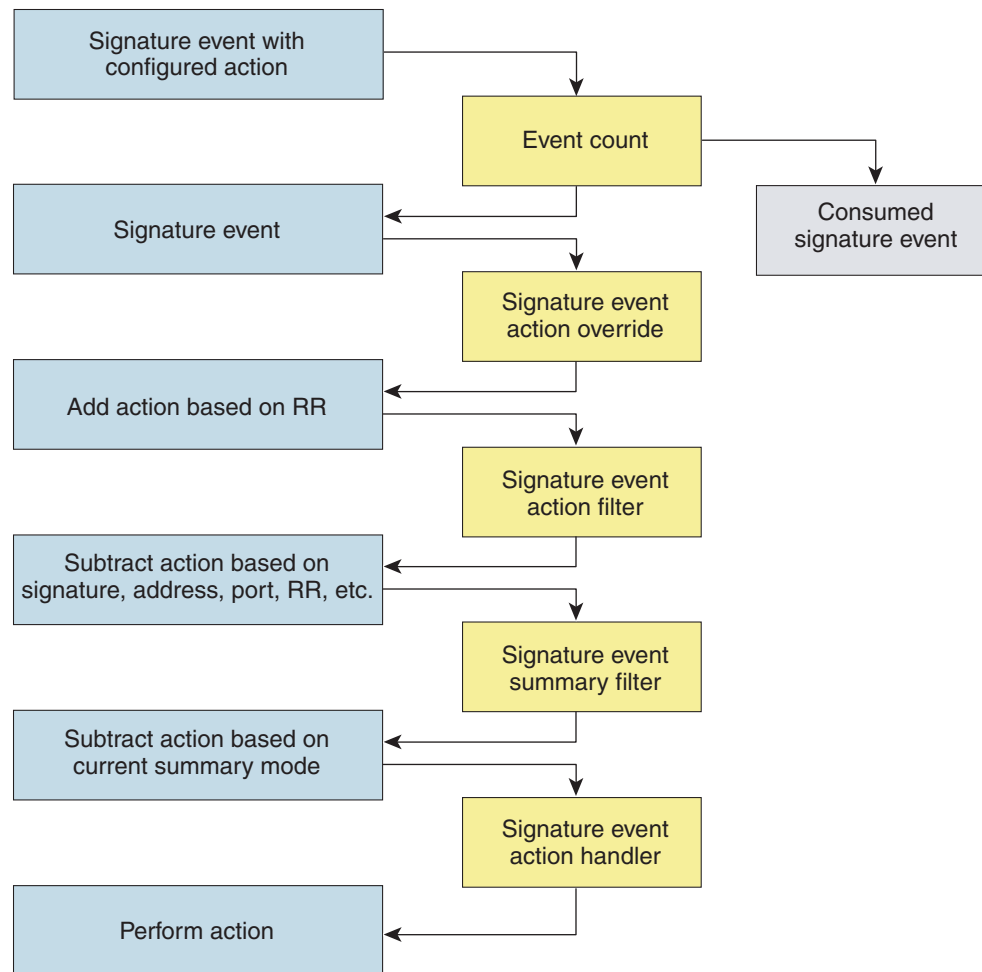 Signature event with
configured action
Event count
Consumed
signature event
Signature event
Signature event
action override
Add action based on RR
Signature event
action filter
Subtract action based on
signature, address, port, RR, etc.
Signature event
summary filter
Subtract action based on
current summary mode
Signature event
action handler
Perform action